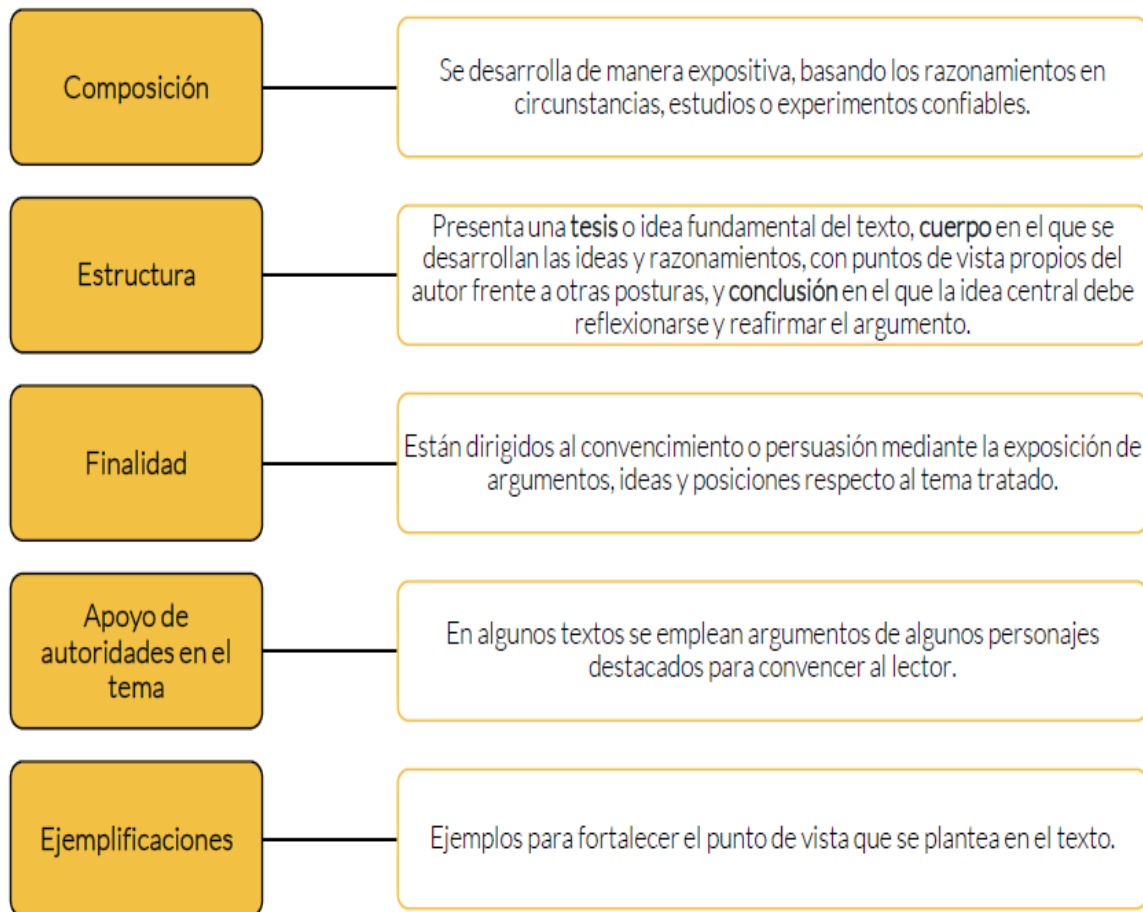 Composición
Se desarrolla de manera expositiva, basando los razonamientos en
circunstancias, estudios o experimentos confiables.
Estructura
Presenta una tesis o idea fundamental del texto, cuerpo en el que se
desarrollan las ideas y razonamientos, con puntos de vista propios del
autor frente a otras posturas, y conclusión en el que la idea central debe
reflexionarse y reafirmar el argumento.
Finalidad
Están dirigidos al convencimiento o persuasión mediante la exposición de
argumentos, ideas y posiciones respecto al tema tratado.
Apoyo de
autoridades en el
tema
En algunos textos se emplean argumentos de algunos personajes
destacados para convencer al lector.
Ejemplificaciones
Ejemplos para fortalecer el punto de vista que se plantea en el texto.